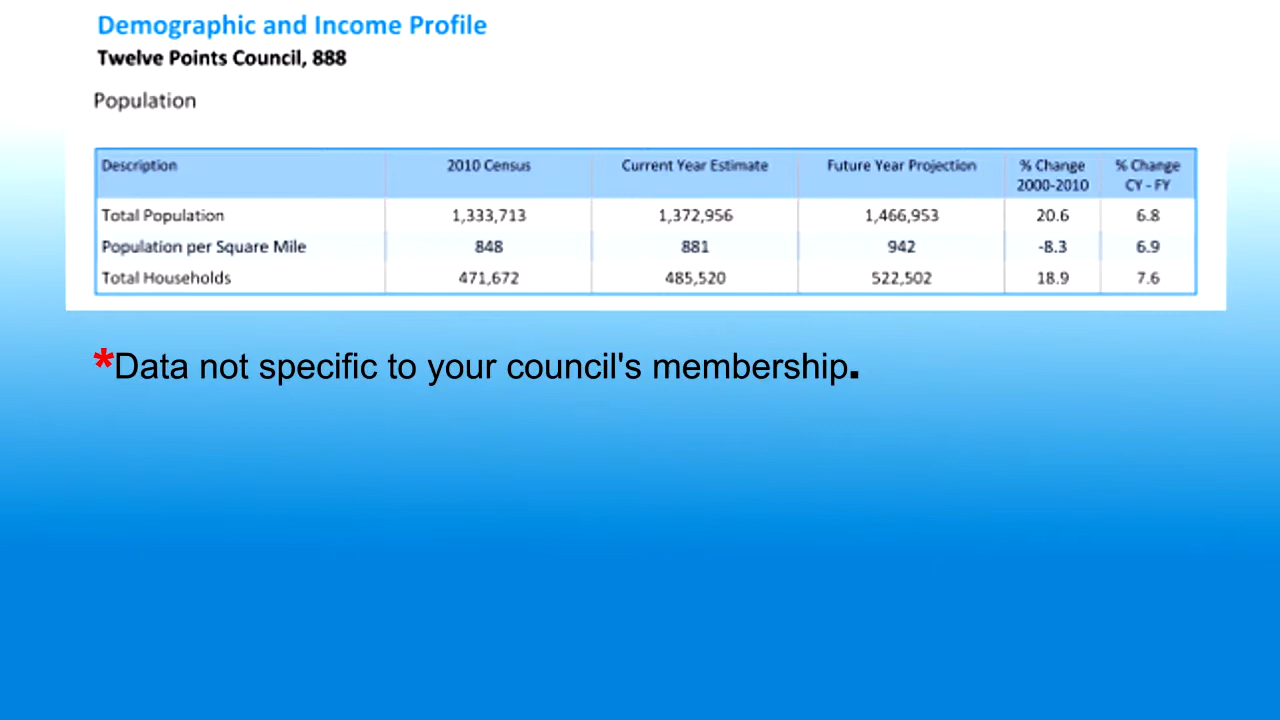 Demographic and Income Profile
Twelve Points Council, 888
Population
Description 2010 Census Current Year Estimate Future Year Projection % Change 2000-2010 % Change CY - FY
Total Population 1,333,713 1,372,956 1,466,953 20.6 6.8
Population per Square Mile 848 881 942 -8.3 6.9
Total Households 471,672 485,520 522,502 18.9 7.6
*Data not specific to your council's membership.